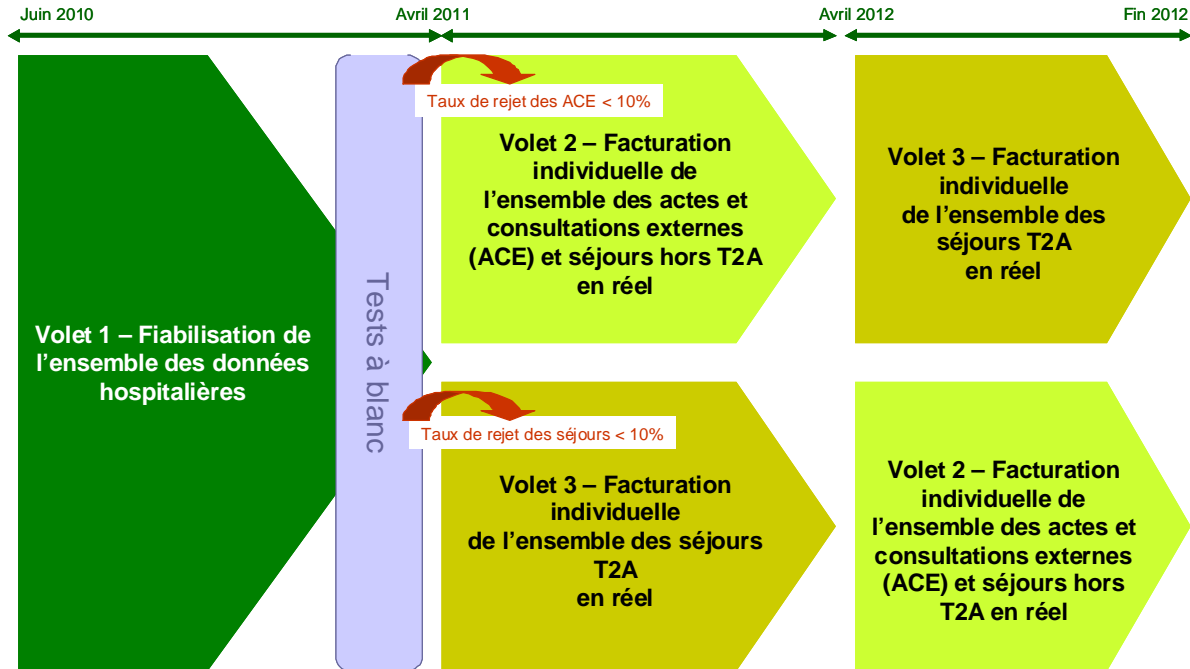 Juin 2010
Avril 2011
Avril 2012
Fin 2012
Volet 1 – Fiabilisation de
l’ensemble des données
hospitalières
Tests à blanc
Taux de rejet des ACE < 10%
Volet 2 – Facturation
individuelle de
l’ensemble des actes et
consultations externes
(ACE) et séjours hors T2A
en réel
Volet 3 – Facturation
individuelle
de l’ensemble des
séjours T2A
en réel
Taux de rejet des séjours < 10%
Volet 3 – Facturation
individuelle
de l’ensemble des séjours
T2A
en réel
Volet 2 – Facturation
individuelle de
l’ensemble des actes et
consultations externes
(ACE) et séjours hors
T2A en réel